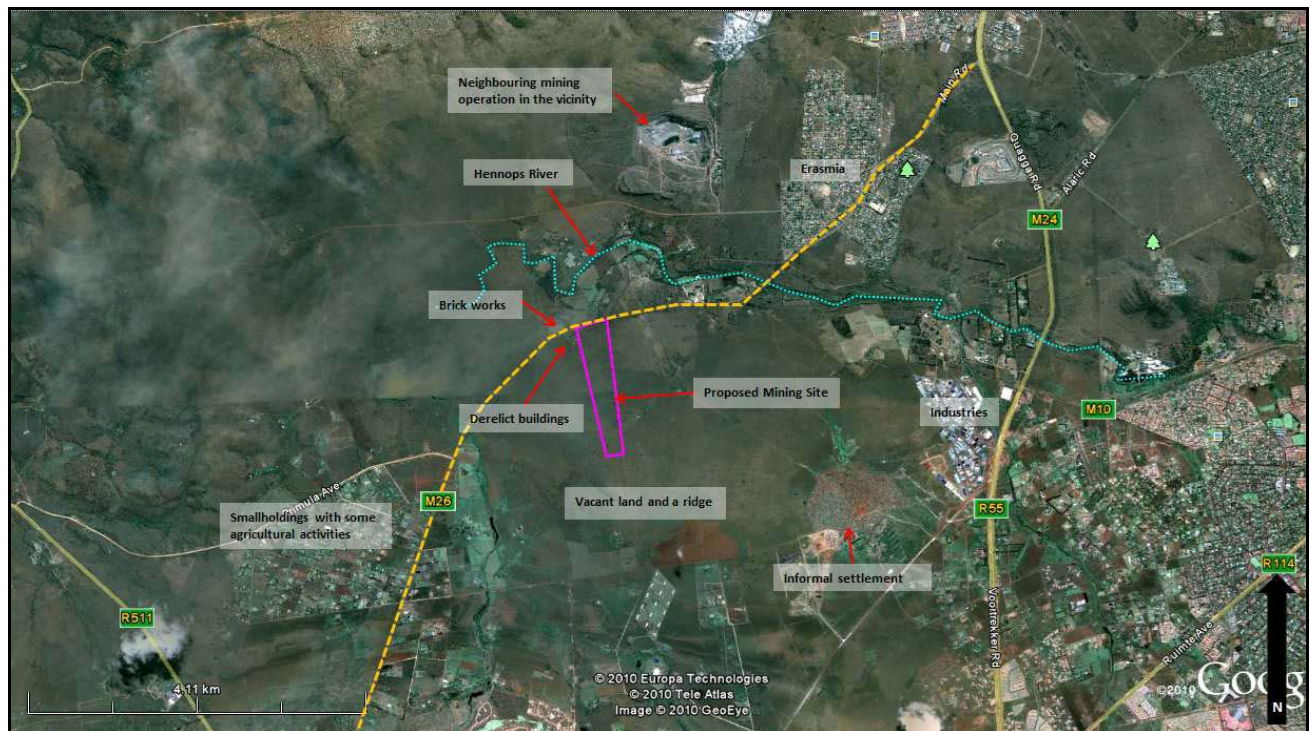 Neighbouring mining
operation in the vicinity
Main Rd
Hennops River
Erasmia
Quagga Rd
Alaric Rd
M24
Brick works
Proposed Mining Site
Derelict buildings
Industries
M10
M26
Smallholdings with some
agricultural activities
Vacant land and a ridge
R55
Informal settlement
R114
R511
Voortrekker Rd
Ruimte Ave
4.11 km
© 2010 Europa Technologies
© 2010 Tele Atlas
Image © 2010 GeoEye
©2010 Goog
N